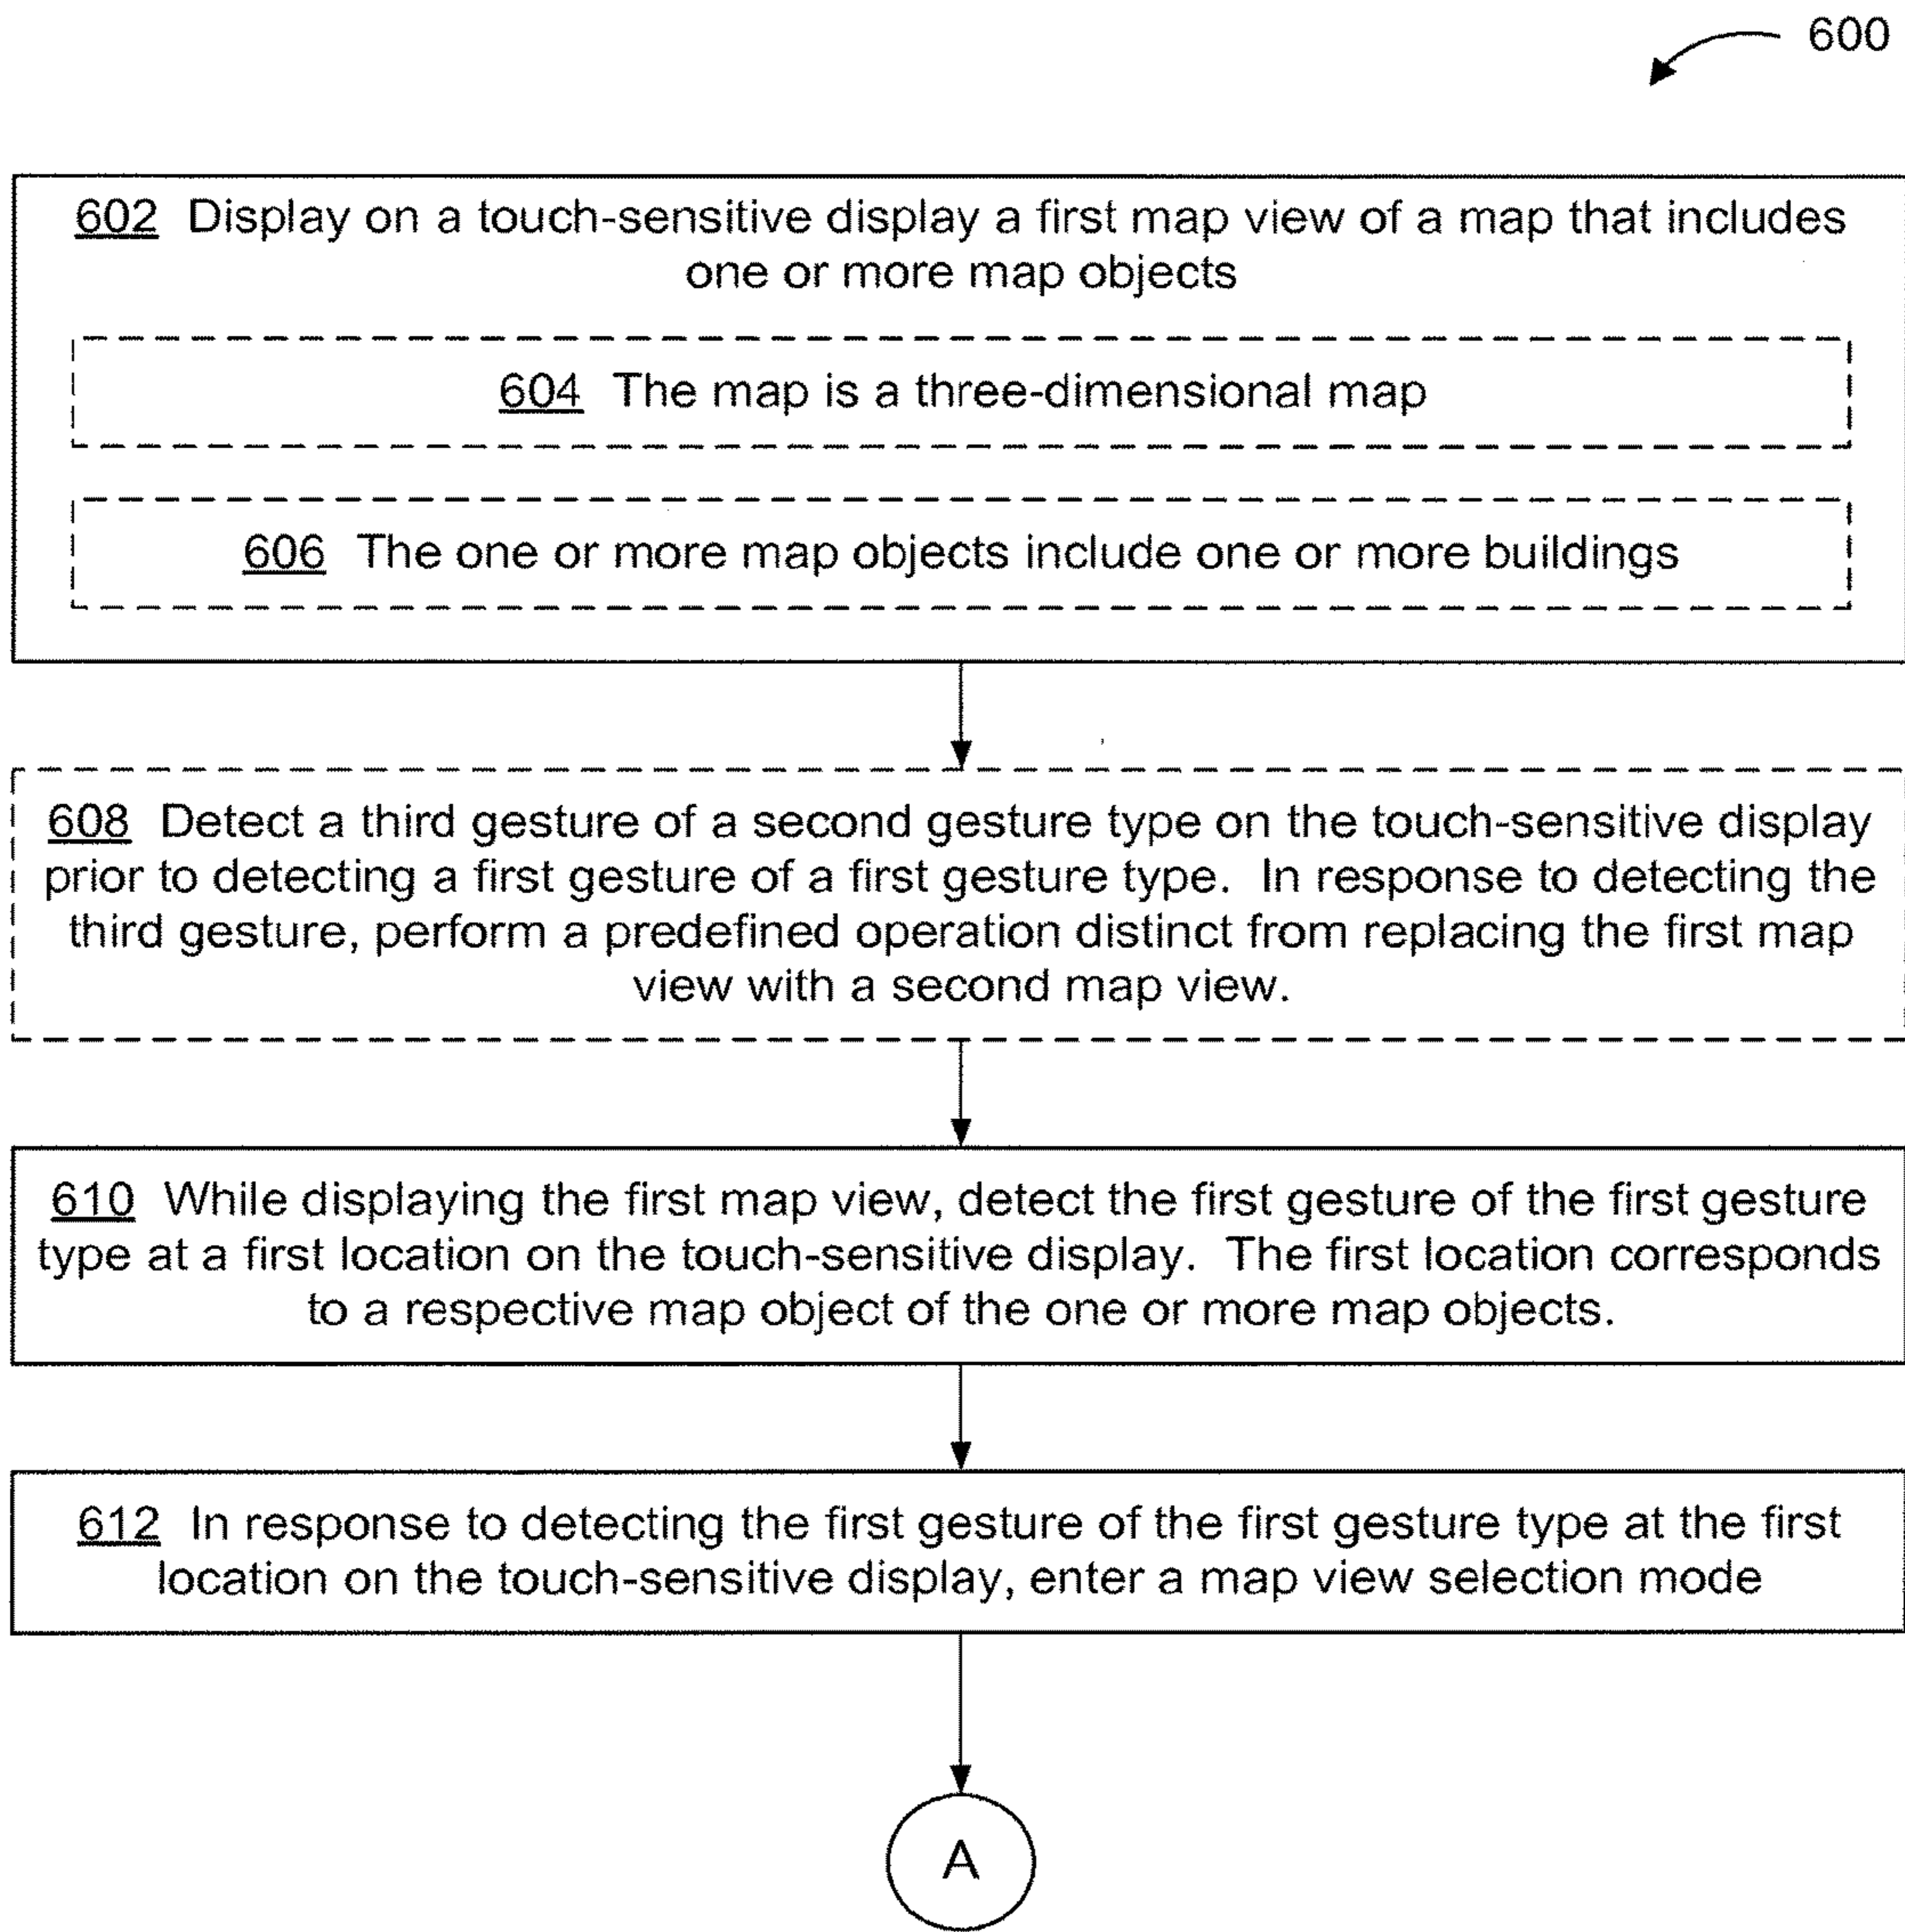 600
602 Display on a touch-sensitive display a first map view of a map that includes
one or more map objects
604 The map is a three-dimensional map
606 The one or more map objects include one or more buildings
608 Detect a third gesture of a second gesture type on the touch-sensitive display
prior to detecting a first gesture of a first gesture type. In response to detecting the
third gesture, perform a predefined operation distinct from replacing the first map
view with a second map view.
610 While displaying the first map view, detect the first gesture of the first gesture
type at a first location on the touch-sensitive display. The first location corresponds
to a respective map object of the one or more map objects.
612 In response to detecting the first gesture of the first gesture type at the first
location on the touch-sensitive display, enter a map view selection mode
A